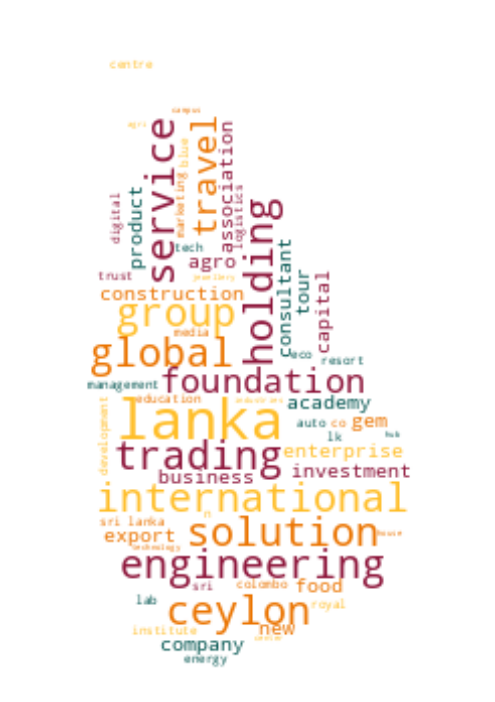 centre
campus
agri
service
travel
association
blue
marketing
logistics
digital
product
holding
tech
agro
consultant
tour
capital
trust
jewellery
construction
group
media
global
eco
resort
management
foundation
education
industries
academy
development
lanka
auto
co
gem
lk
hub
trading
enterprise
business
investment
international
n
sri lanka
solution
export
house
technology
engineering
sri
colombo
food
lab
ceylon
royal
institute
new
center
company
energy